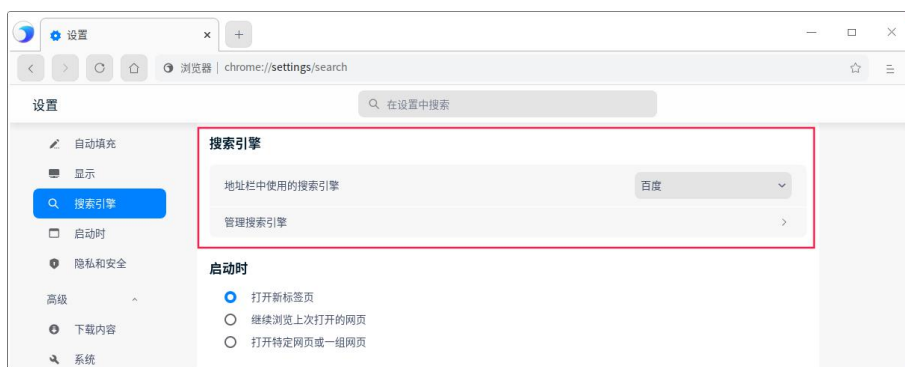 设置
浏览器 | chrome://settings/search
设置
在设置中搜索
自动填充
显示
搜索引擎
启动时
隐私和安全
高级
下载内容
系统
搜索引擎
地址栏中使用的搜索引擎
百度
管理搜索引擎
启动时
打开新标签页
继续浏览上次打开的网页
打开特定网页或一组网页